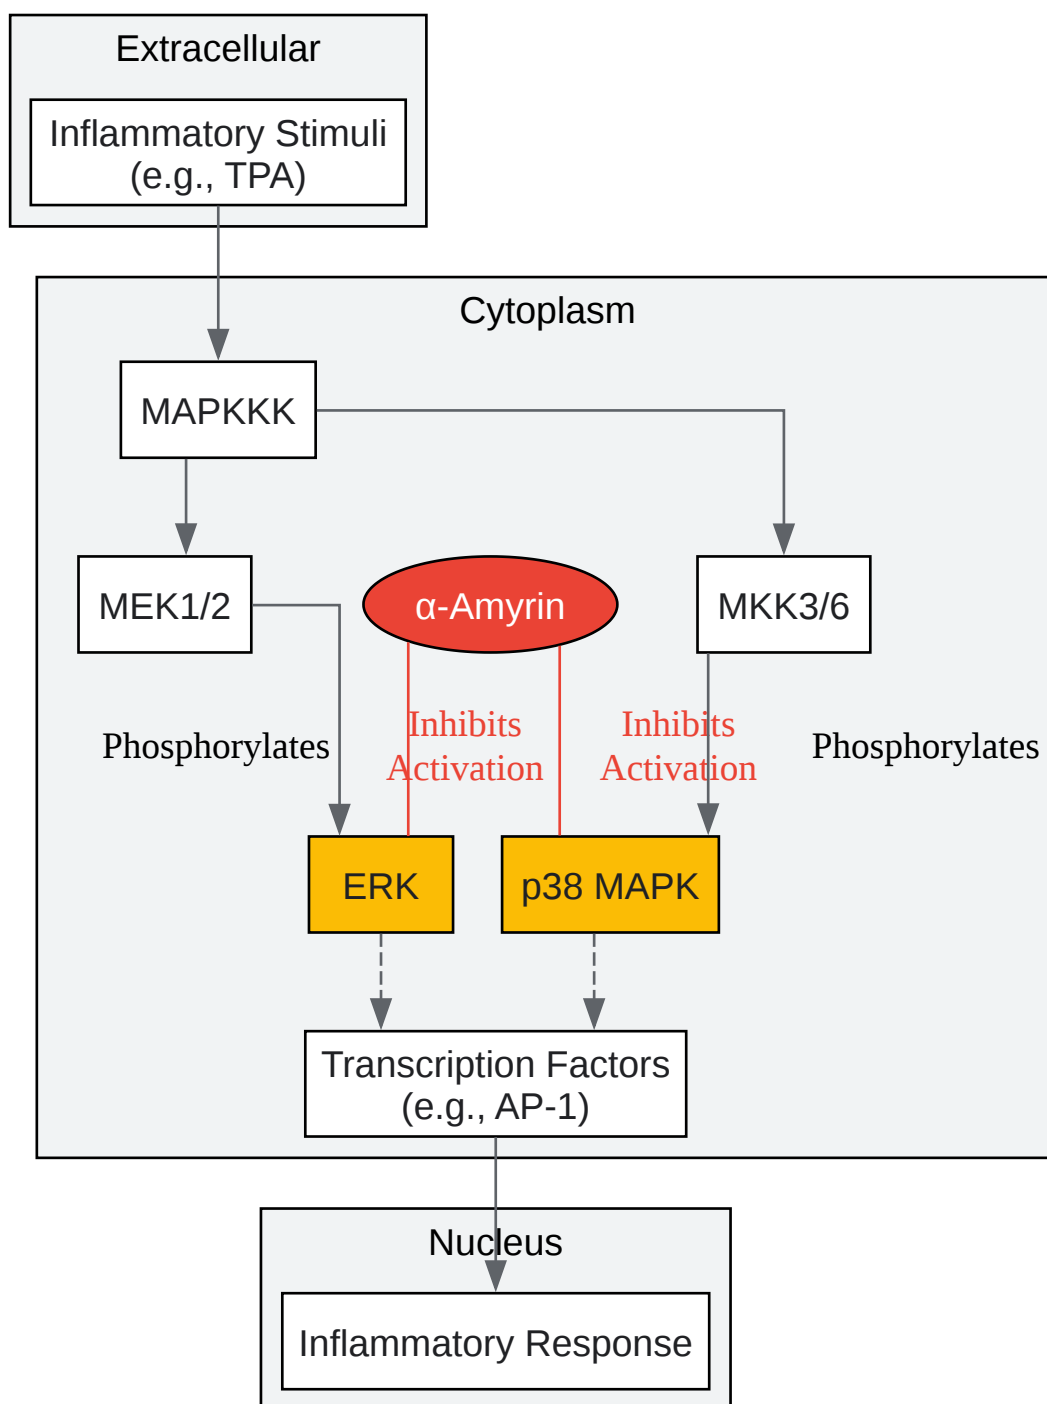 Extracellular
Inflammatory Stimuli
(e.g., TPA)
Cytoplasm
MAPKKK
MEK1/2
α-Amyrin
MKK3/6
Phosphorylates
Inhibits
Activation
Inhibits
Activation
Phosphorylates
ERK
p38 MAPK
Transcription Factors
(e.g., AP-1)
Nucleus
Inflammatory Response